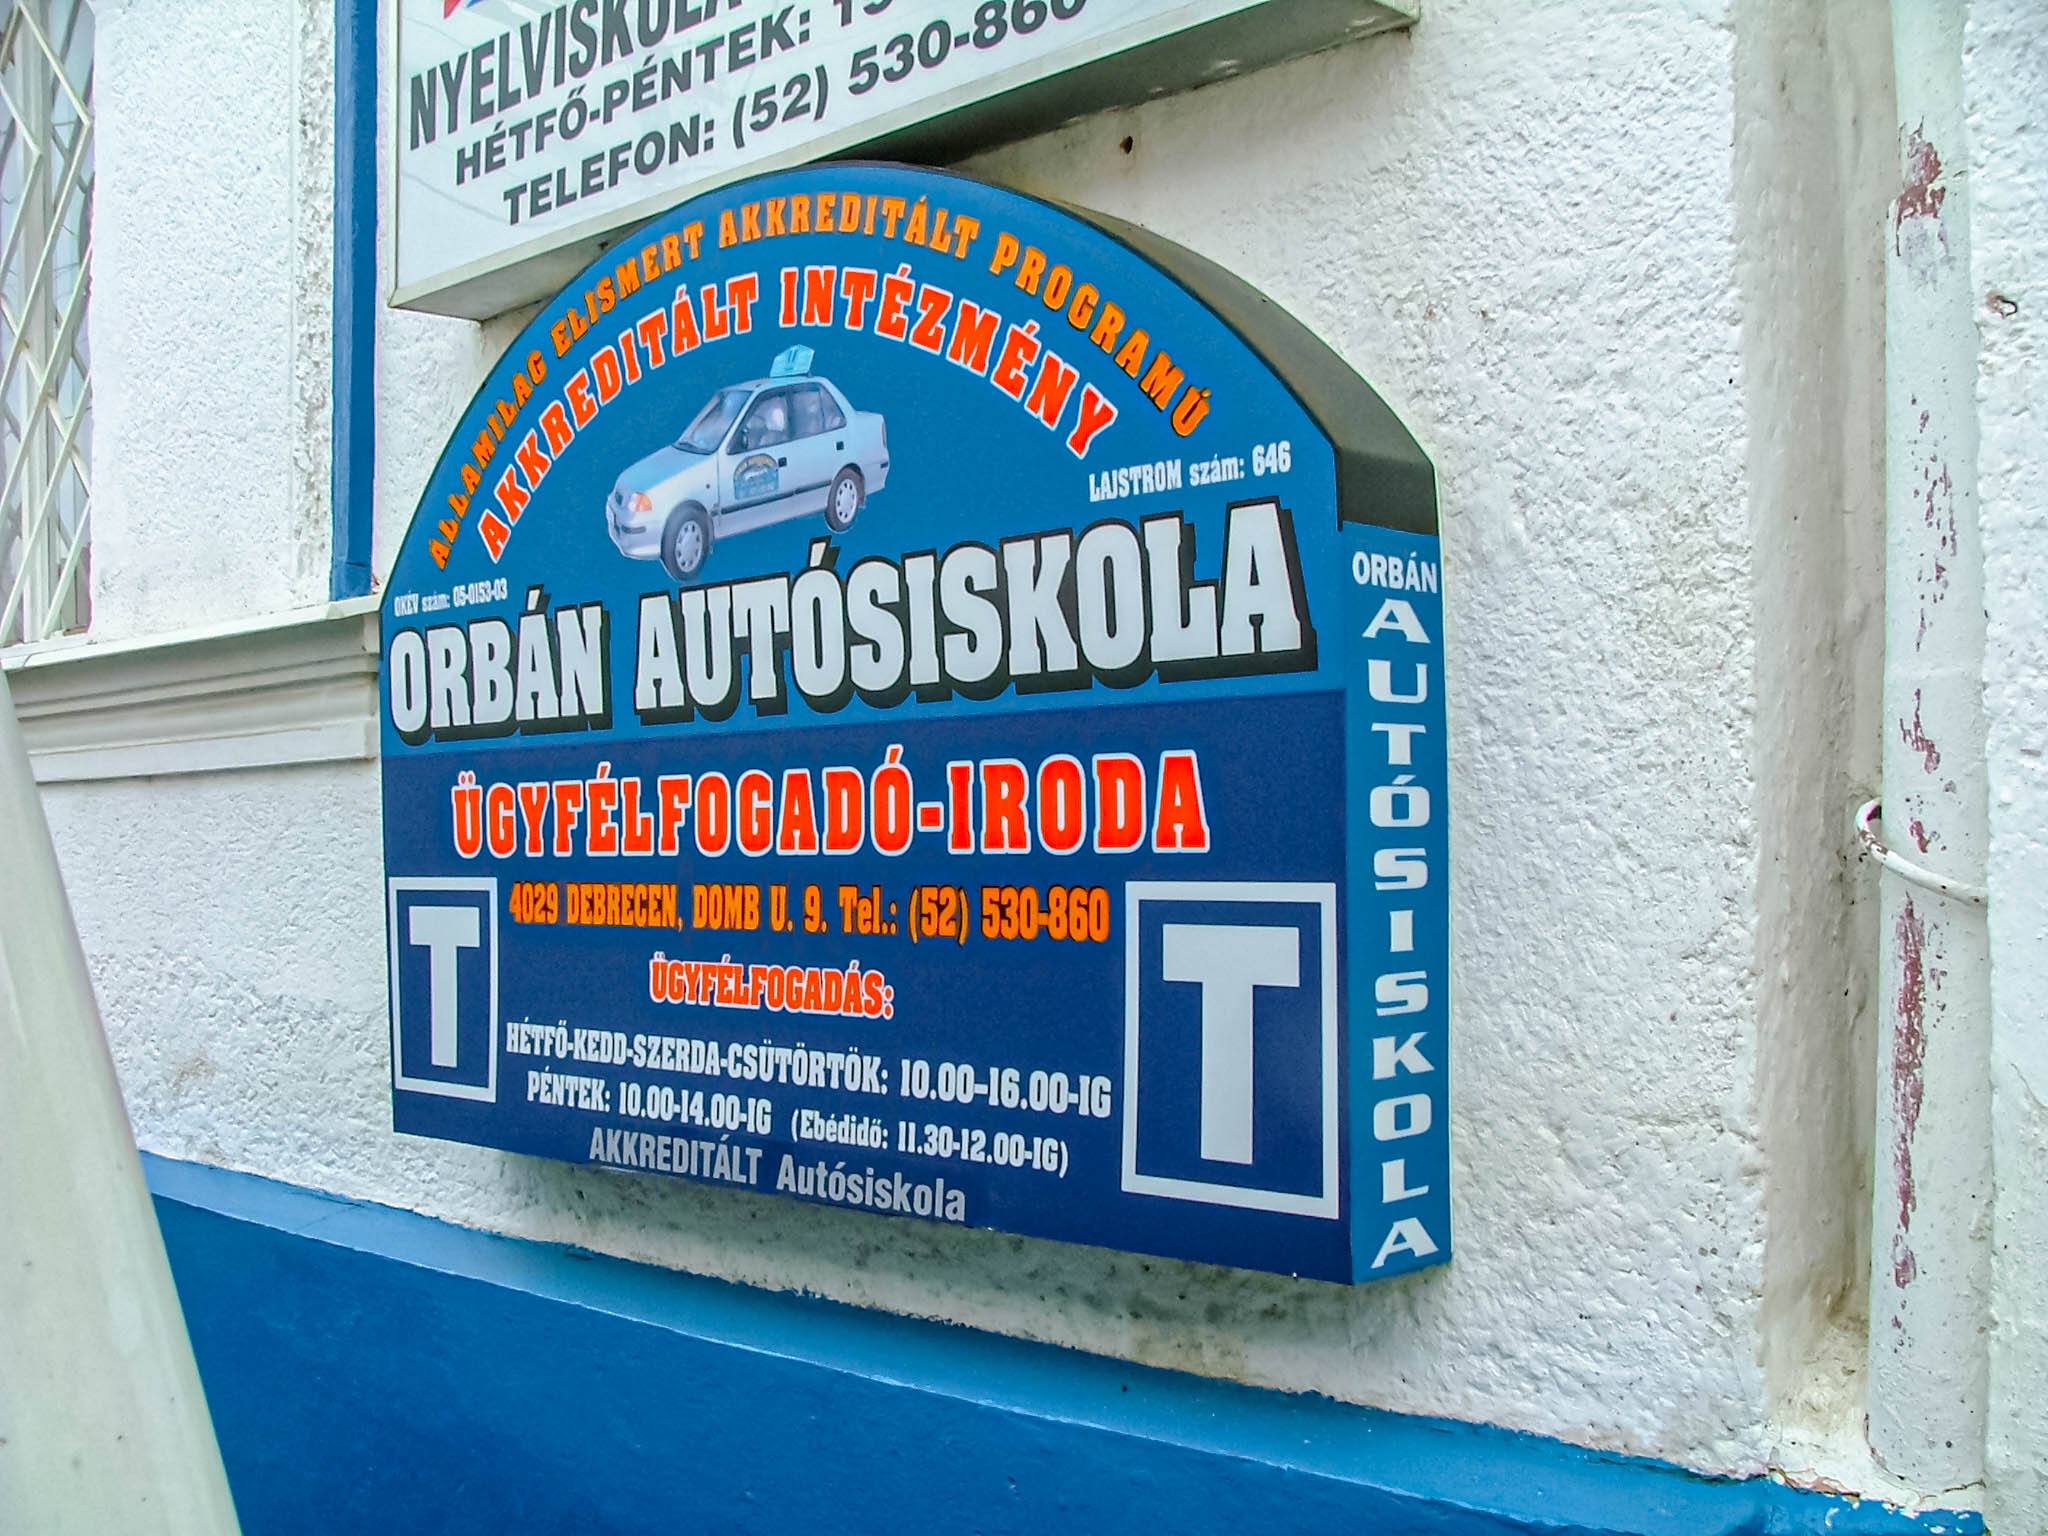 NYELVISKOLA
HÉTFŐ-PÉNTEK:
TELEFON: (52) 530-860
ÁLLAMILAG ELISMERT AKKREDITÁLT PROGRAMÚ
AKKREDITÁLT INTÉZMÉNY
LAJSTROM szám: 646
OKÉV szám: 05-0153-03
ORBÁN AUTÓSISKOLA
ÜGYFÉLFOGADÓ-IRODA
4029 DEBRECEN, DOMB U. 9. Tel.: (52) 530-860
T
T
ÜGYFÉLFOGADÁS:
HÉTFŐ-KEDD-SZERDA-CSÜTÖRTÖK: 10.00-16.00-IG
PÉNTEK: 10.00-14.00-IG (Ebédidő: 11.30-12.00-IG)
AKKREDITÁLT Autósiskola
ORBÁN
AUTÓSISKOLA